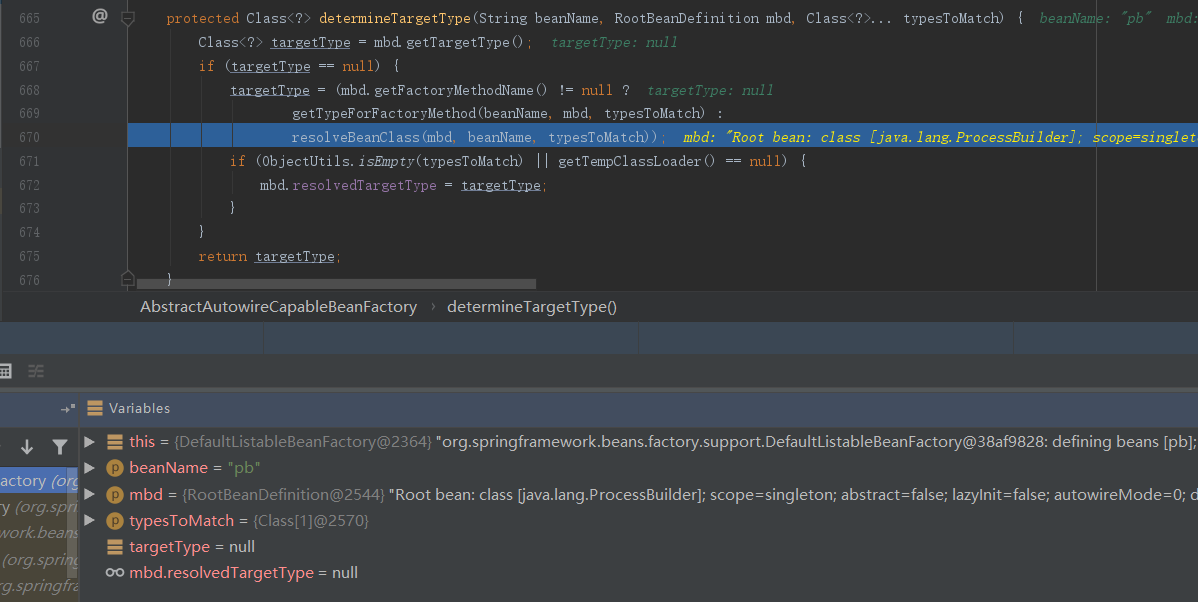 665 @ protected Class<?> determineTargetType(String beanName, RootBeanDefinition mbd, Class<?>... typesToMatch) { beanName: "pb" mbd:
666 Class<?> targetType = mbd.getTargetType(); targetType: null
667 if (targetType == null) {
668 targetType = (mbd.getFactoryMethodName() != null ? targetType: null
669 getTypeForFactoryMethod(beanName, mbd, typesToMatch) :
670 resolveBeanClass(mbd, beanName, typesToMatch)); mbd: "Root bean: class [java.lang.ProcessBuilder]; scope=singlet
671 if (ObjectUtils.isEmpty(typesToMatch) || getTempClassLoader() == null) {
672 mbd.resolvedTargetType = targetType;
673 }
674 }
675 return targetType;
676 }
AbstractAutowireCapableBeanFactory › determineTargetType()
Variables
this = {DefaultListableBeanFactory@2364} "org.springframework.beans.factory.support.DefaultListableBeanFactory@38af9828: defining beans [pb];
beanName = "pb"
actory (org
mbd = {RootBeanDefinition@2544} "Root bean: class [java.lang.ProcessBuilder]; scope=singleton; abstract=false; lazyInit=false; autowireMode=0; d
ry (org.spri
typesToMatch = {Class[1]@2570}
work.beans
targetType = null
(org.spring
mbd.resolvedTargetType = null
rg.springfra